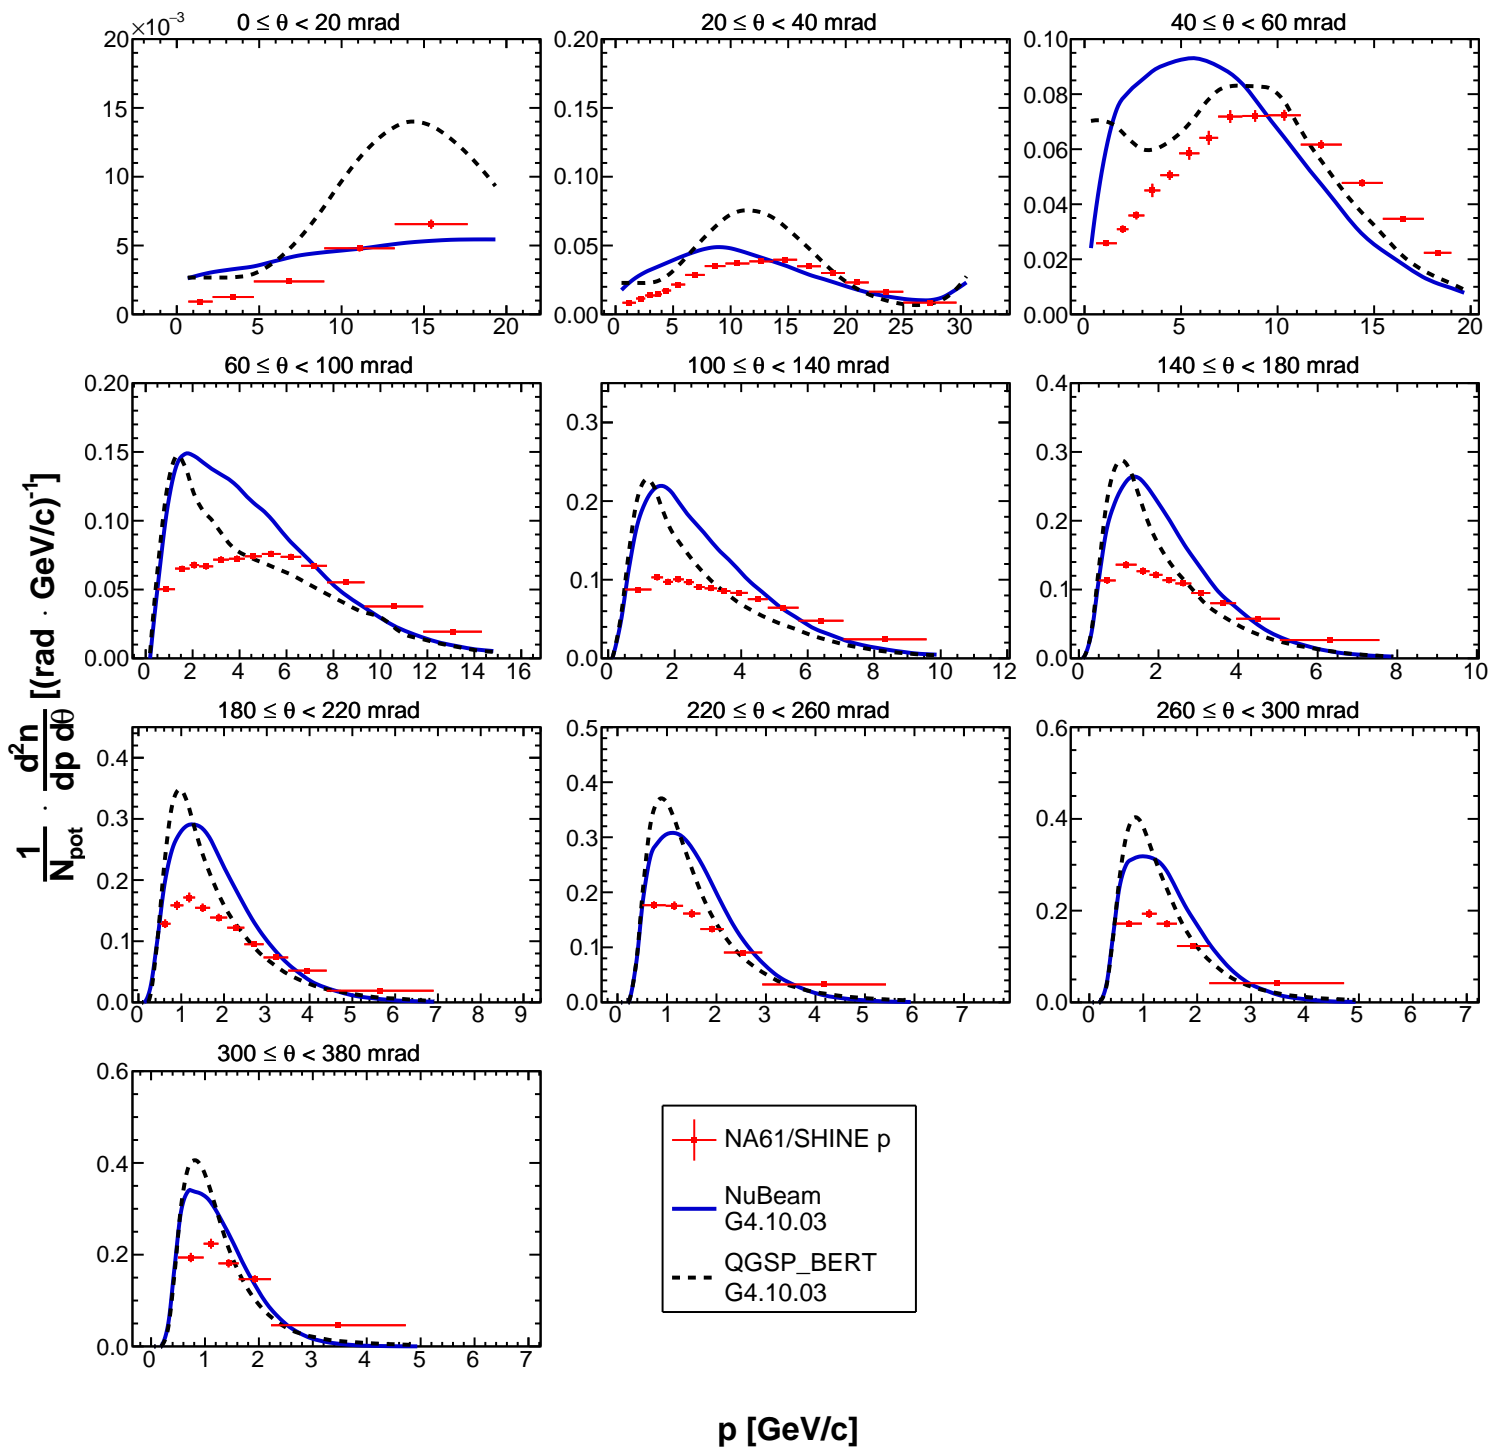 0 ≤ θ < 20 mrad
20 ≤ θ < 40 mrad
40 ≤ θ < 60 mrad
×10⁻³
20
15
10
5
0
0 5 10 15 20
0.20
0.15
0.10
0.05
0.00
0 5 10 15 20 25 30
0.10
0.08
0.06
0.04
0.02
0.00
0 5 10 15 20
60 ≤ θ < 100 mrad
100 ≤ θ < 140 mrad
140 ≤ θ < 180 mrad
0.20
0.15
0.10
0.05
0.00
0 2 4 6 8 10 12 14 16
0.3
0.2
0.1
0.0
0 2 4 6 8 10 12
0.4
0.3
0.2
0.1
0.0
0 2 4 6 8 10
180 ≤ θ < 220 mrad
220 ≤ θ < 260 mrad
260 ≤ θ < 300 mrad
0.4
0.3
0.2
0.1
0.0
0 1 2 3 4 5 6 7 8 9
0.5
0.4
0.3
0.2
0.1
0.0
0 1 2 3 4 5 6 7
0.6
0.4
0.2
0.0
0 1 2 3 4 5 6 7
300 ≤ θ < 380 mrad
0.6
0.4
0.2
0.0
0 1 2 3 4 5 6 7
NA61/SHINE p
NuBeam
G4.10.03
QGSP_BERT
G4.10.03
1/N_pot · d²n/dp dθ [(rad · GeV/c)⁻¹]
p [GeV/c]